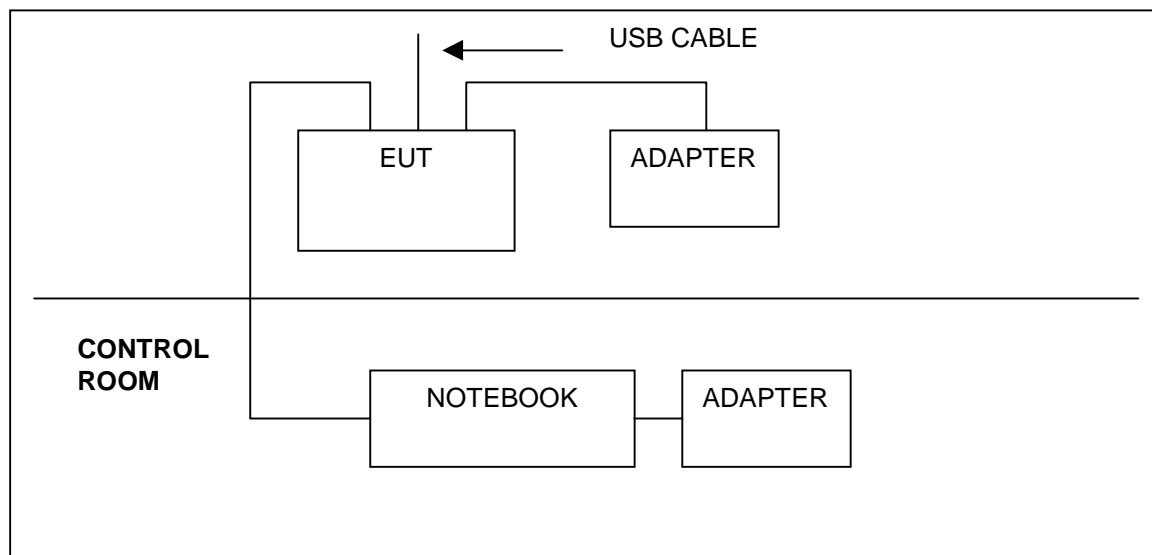 USB CABLE
EUT
ADAPTER
CONTROL
ROOM
NOTEBOOK
ADAPTER